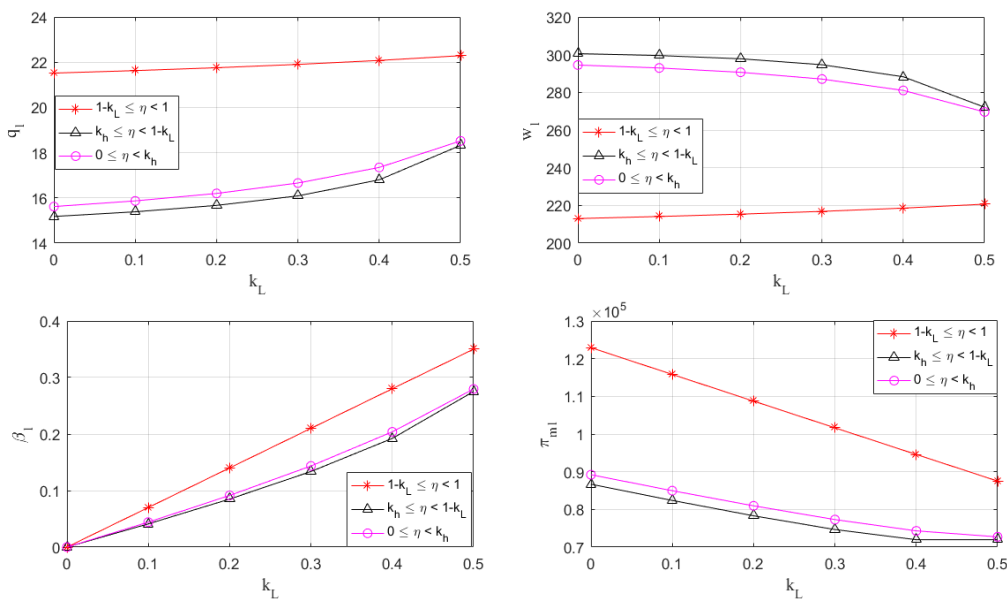 24
22
20
18
16
14
q₁
1-k_L ≤ η < 1
k_h ≤ η < 1-k_L
0 ≤ η < k_h
0 0.1 0.2 0.3 0.4 0.5
k_L
320
300
280
260
240
220
200
w₁
1-k_L ≤ η < 1
k_h ≤ η < 1-k_L
0 ≤ η < k_h
0 0.1 0.2 0.3 0.4 0.5
k_L
0.4
0.3
0.2
0.1
0
β₁
1-k_L ≤ η < 1
k_h ≤ η < 1-k_L
0 ≤ η < k_h
0 0.1 0.2 0.3 0.4 0.5
k_L
×10⁵
1.3
1.2
1.1
1
0.9
0.8
0.7
π_m1
1-k_L ≤ η < 1
k_h ≤ η < 1-k_L
0 ≤ η < k_h
0 0.1 0.2 0.3 0.4 0.5
k_L